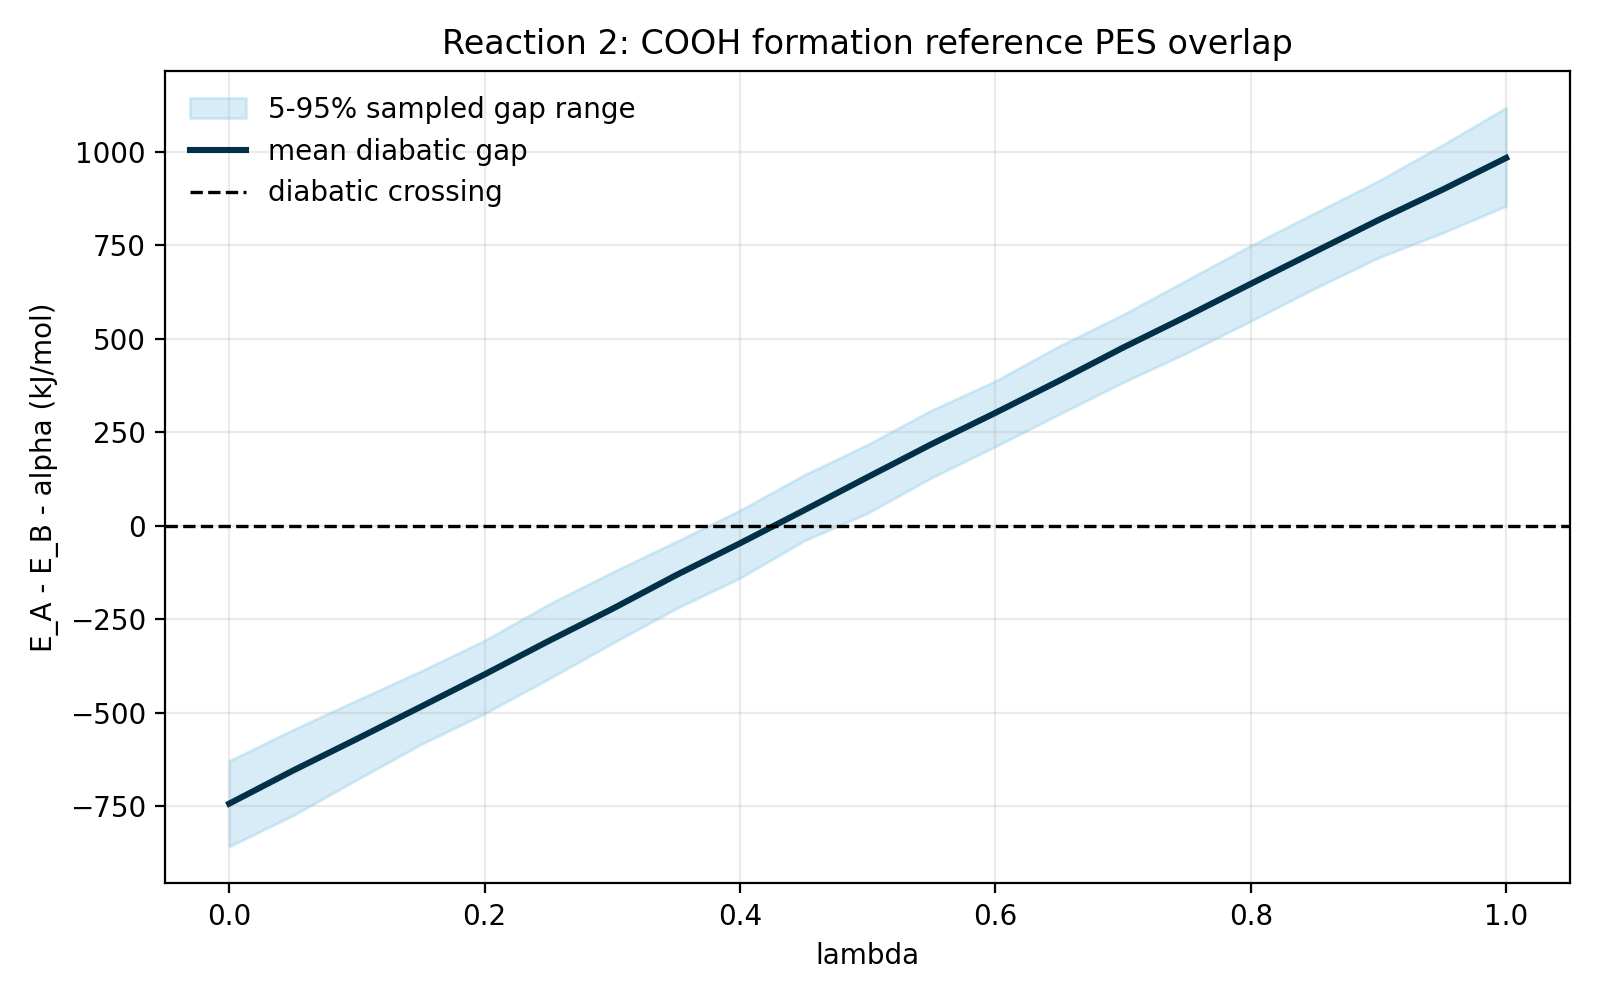 Reaction 2: COOH formation reference PES overlap
5-95% sampled gap range
mean diabatic gap
diabatic crossing
E_A - E_B - alpha (kJ/mol)
1000
750
500
250
0
−250
−500
−750
0.0 0.2 0.4 0.6 0.8 1.0
lambda